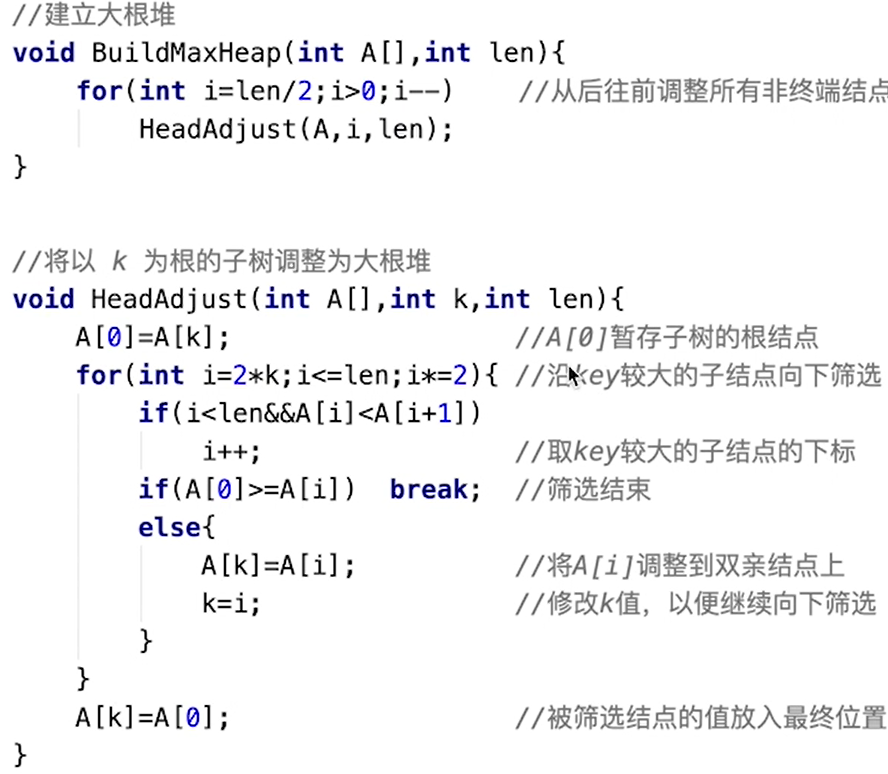 //建立大根堆
void BuildMaxHeap(int A[],int len){
    for(int i=len/2;i>0;i--)    //从后往前调整所有非终端结点
        HeadAdjust(A,i,len);
}
//将以 k 为根的子树调整为大根堆
void HeadAdjust(int A[],int k,int len){
    A[0]=A[k];                  //A[0]暂存子树的根结点
    for(int i=2*k;i<=len;i*=2){ //沿key较大的子结点向下筛选
        if(i<len&&A[i]<A[i+1])
            i++;                //取key较大的子结点的下标
        if(A[0]>=A[i])  break;  //筛选结束
        else{
            A[k]=A[i];          //将A[i]调整到双亲结点上
            k=i;                //修改k值，以便继续向下筛选
        }
    }
    A[k]=A[0];                  //被筛选结点的值放入最终位置
}